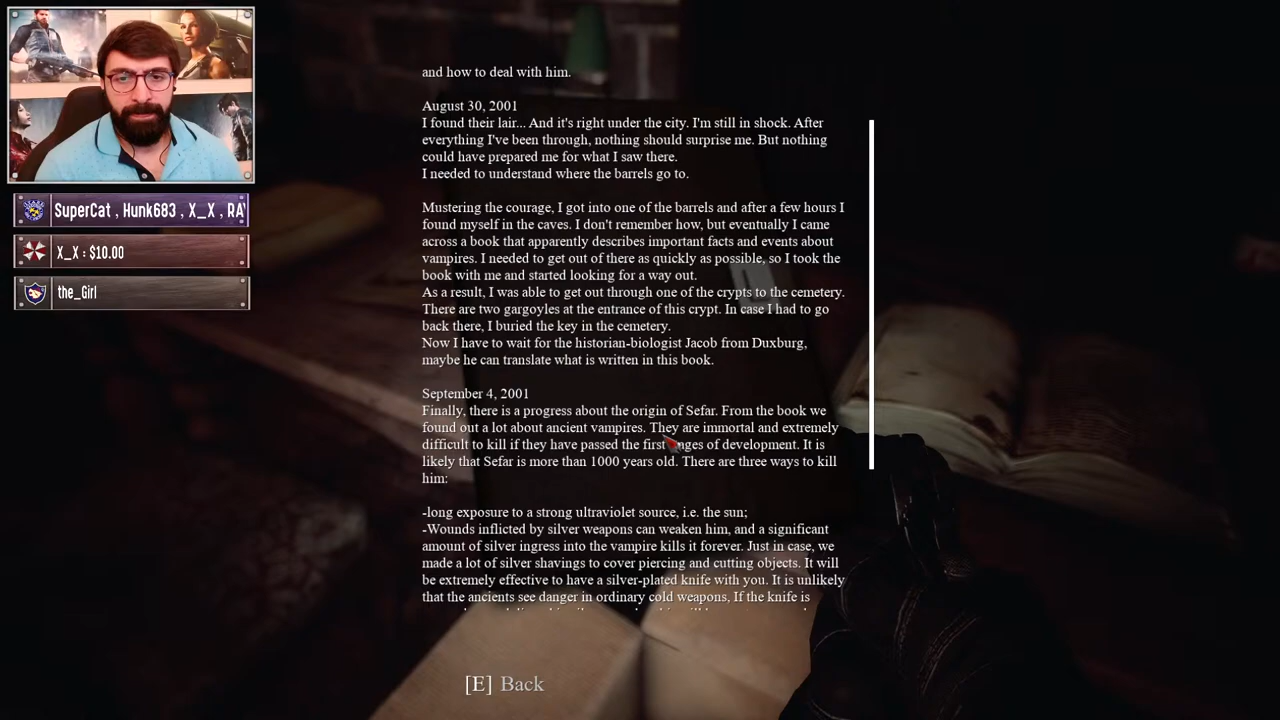 SuperCat , Hunk683 , X_X , RA
X_X : $10.00
the_Girl
and how to deal with him.
August 30, 2001
I found their lair... And it's right under the city. I'm still in shock. After
everything I've been through, nothing should surprise me. But nothing
could have prepared me for what I saw there.
I needed to understand where the barrels go to.
Mustering the courage, I got into one of the barrels and after a few hours I
found myself in the caves. I don't remember how, but eventually I came
across a book that apparently describes important facts and events about
vampires. I needed to get out of there as quickly as possible, so I took the
book with me and started looking for a way out.
As a result, I was able to get out through one of the crypts to the cemetery.
There are two gargoyles at the entrance of this crypt. In case I had to go
back there, I buried the key in the cemetery.
Now I have to wait for the historian-biologist Jacob from Duxburg,
maybe he can translate what is written in this book.
September 4, 2001
Finally, there is a progress about the origin of Sefar. From the book we
found out a lot about ancient vampires. They are immortal and extremely
difficult to kill if they have passed the first ages of development. It is
likely that Sefar is more than 1000 years old. There are three ways to kill
him:
-long exposure to a strong ultraviolet source, i.e. the sun;
-Wounds inflicted by silver weapons can weaken him, and a significant
amount of silver ingress into the vampire kills it forever. Just in case, we
made a lot of silver shavings to cover piercing and cutting objects. It will
be extremely effective to have a silver-plated knife with you. It is unlikely
that the ancients see danger in ordinary cold weapons, If the knife is
[E] Back